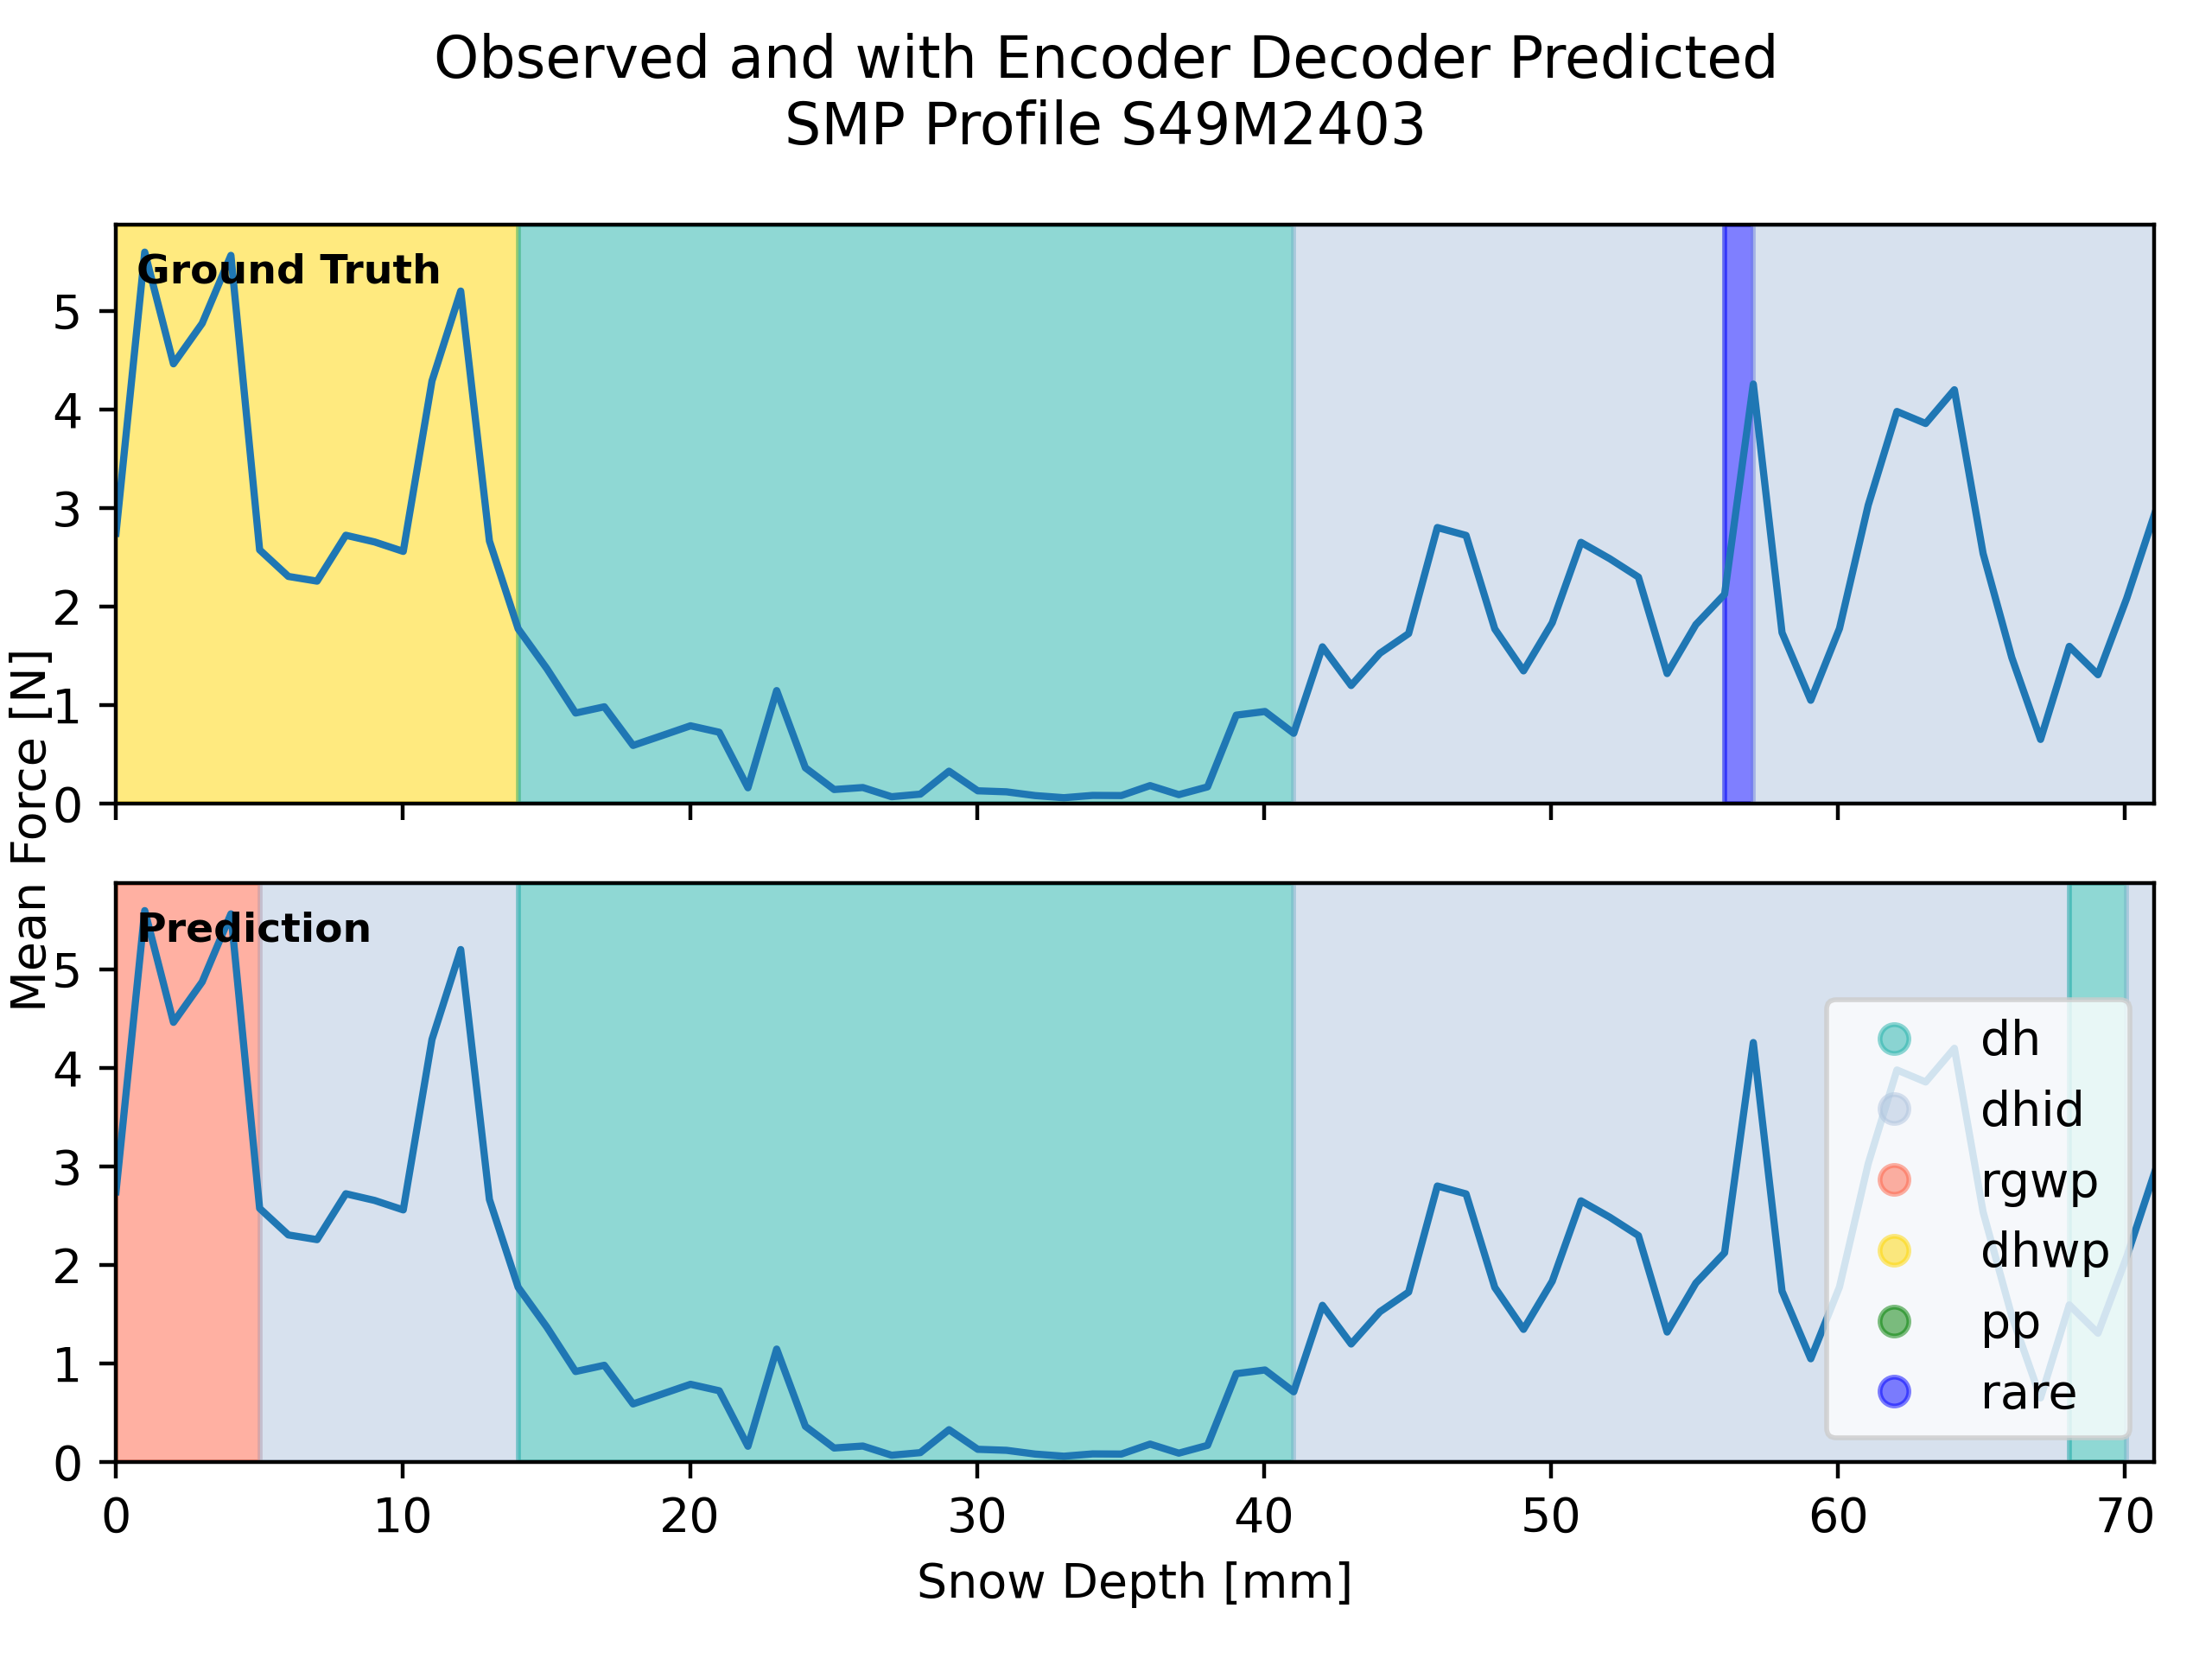 Observed and with Encoder Decoder Predicted
SMP Profile S49M2403
Ground Truth
5
4
3
2
1
0
Mean Force [N]
Prediction
5
4
3
2
1
0
dh
dhid
rgwp
dhwp
pp
rare
0 10 20 30 40 50 60 70
Snow Depth [mm]